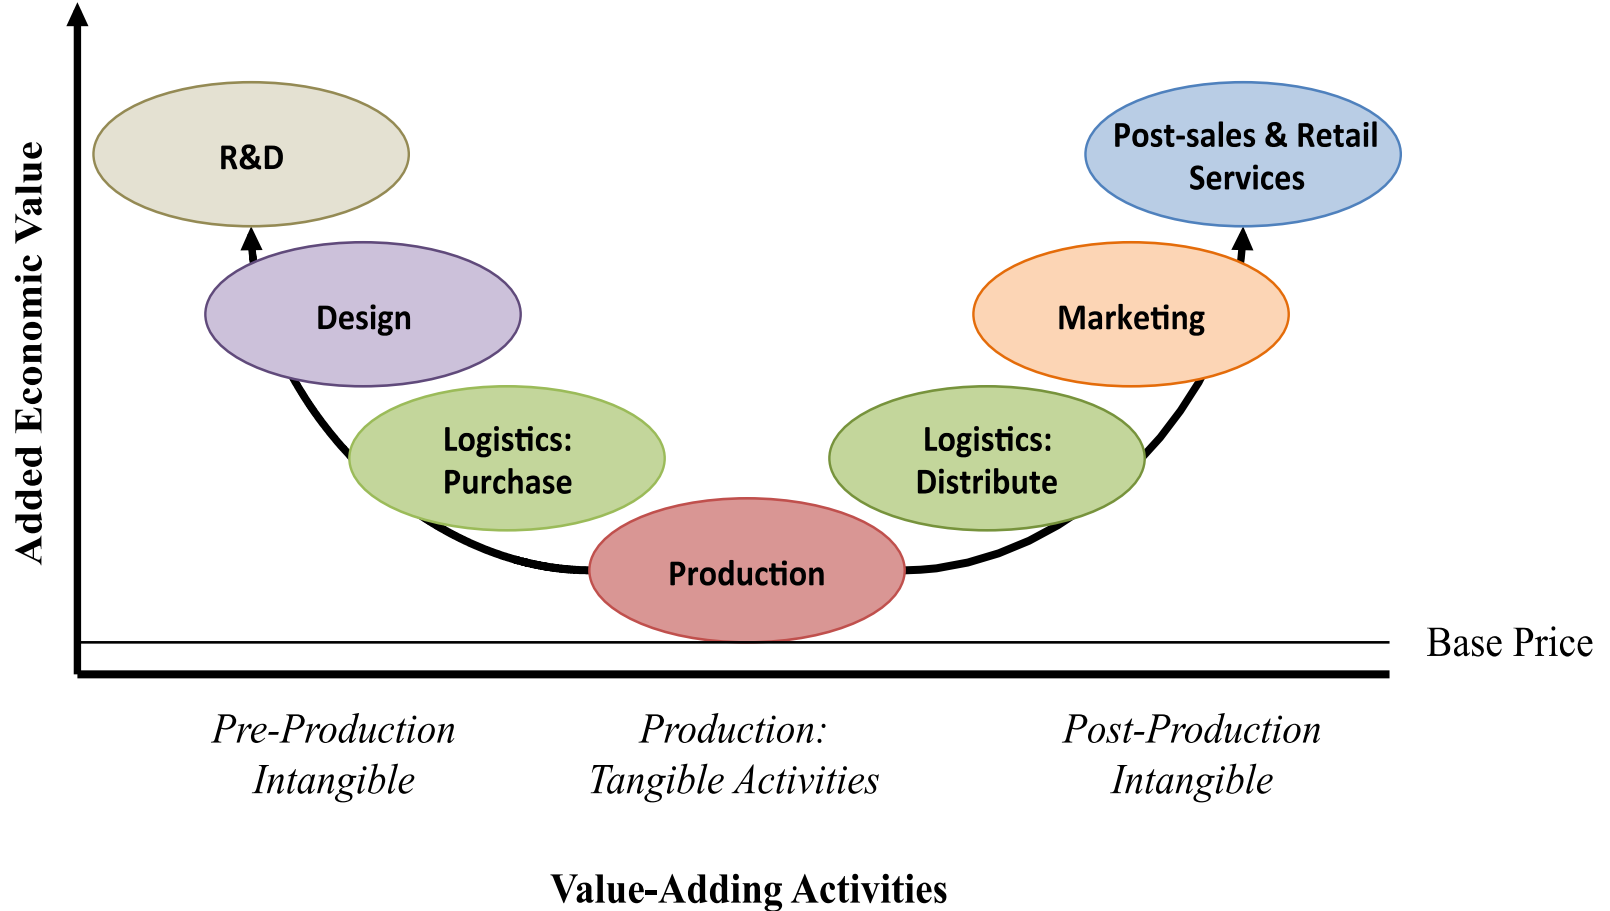 Added Economic Value
R&D
Post-sales & Retail
Services
Design
Marketing
Logistics:
Purchase
Logistics:
Distribute
Production
Base Price
Pre-Production
Intangible
Production:
Tangible Activities
Post-Production
Intangible
Value-Adding Activities